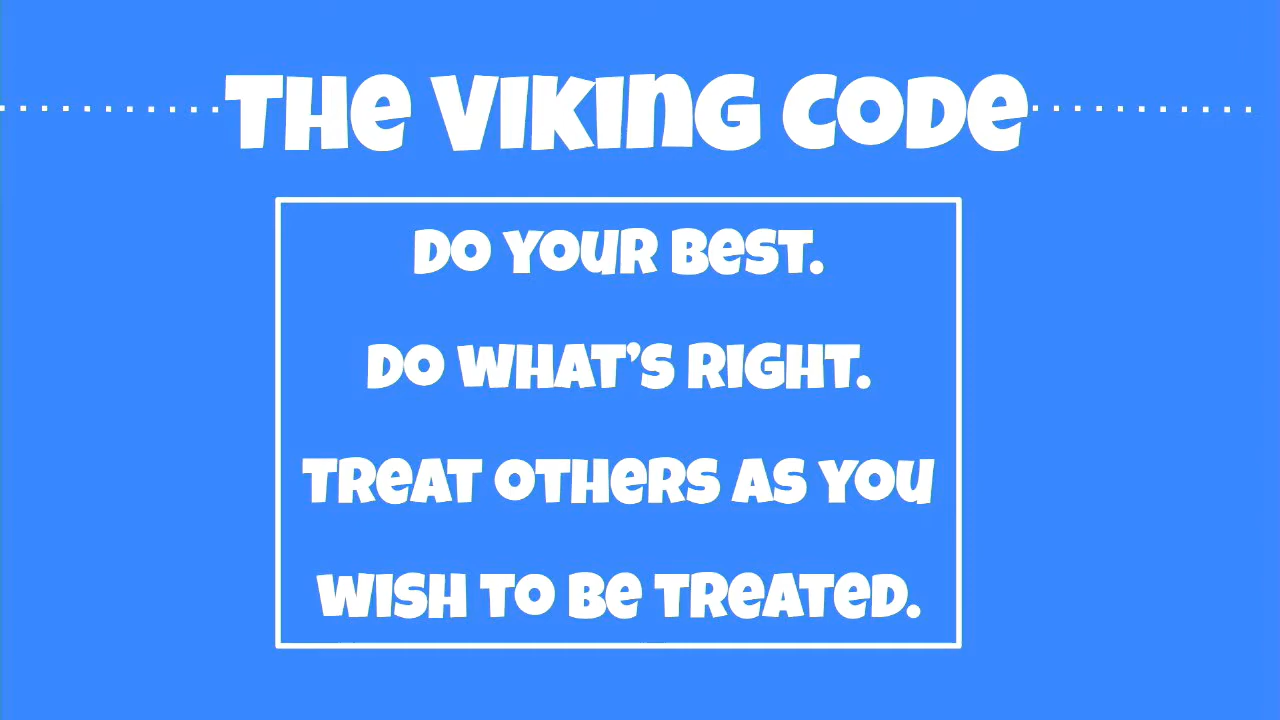 THE VIKING CODE
DO YOUR BEST.
DO WHAT'S RIGHT.
TREAT OTHERS AS YOU
WISH TO BE TREATED.